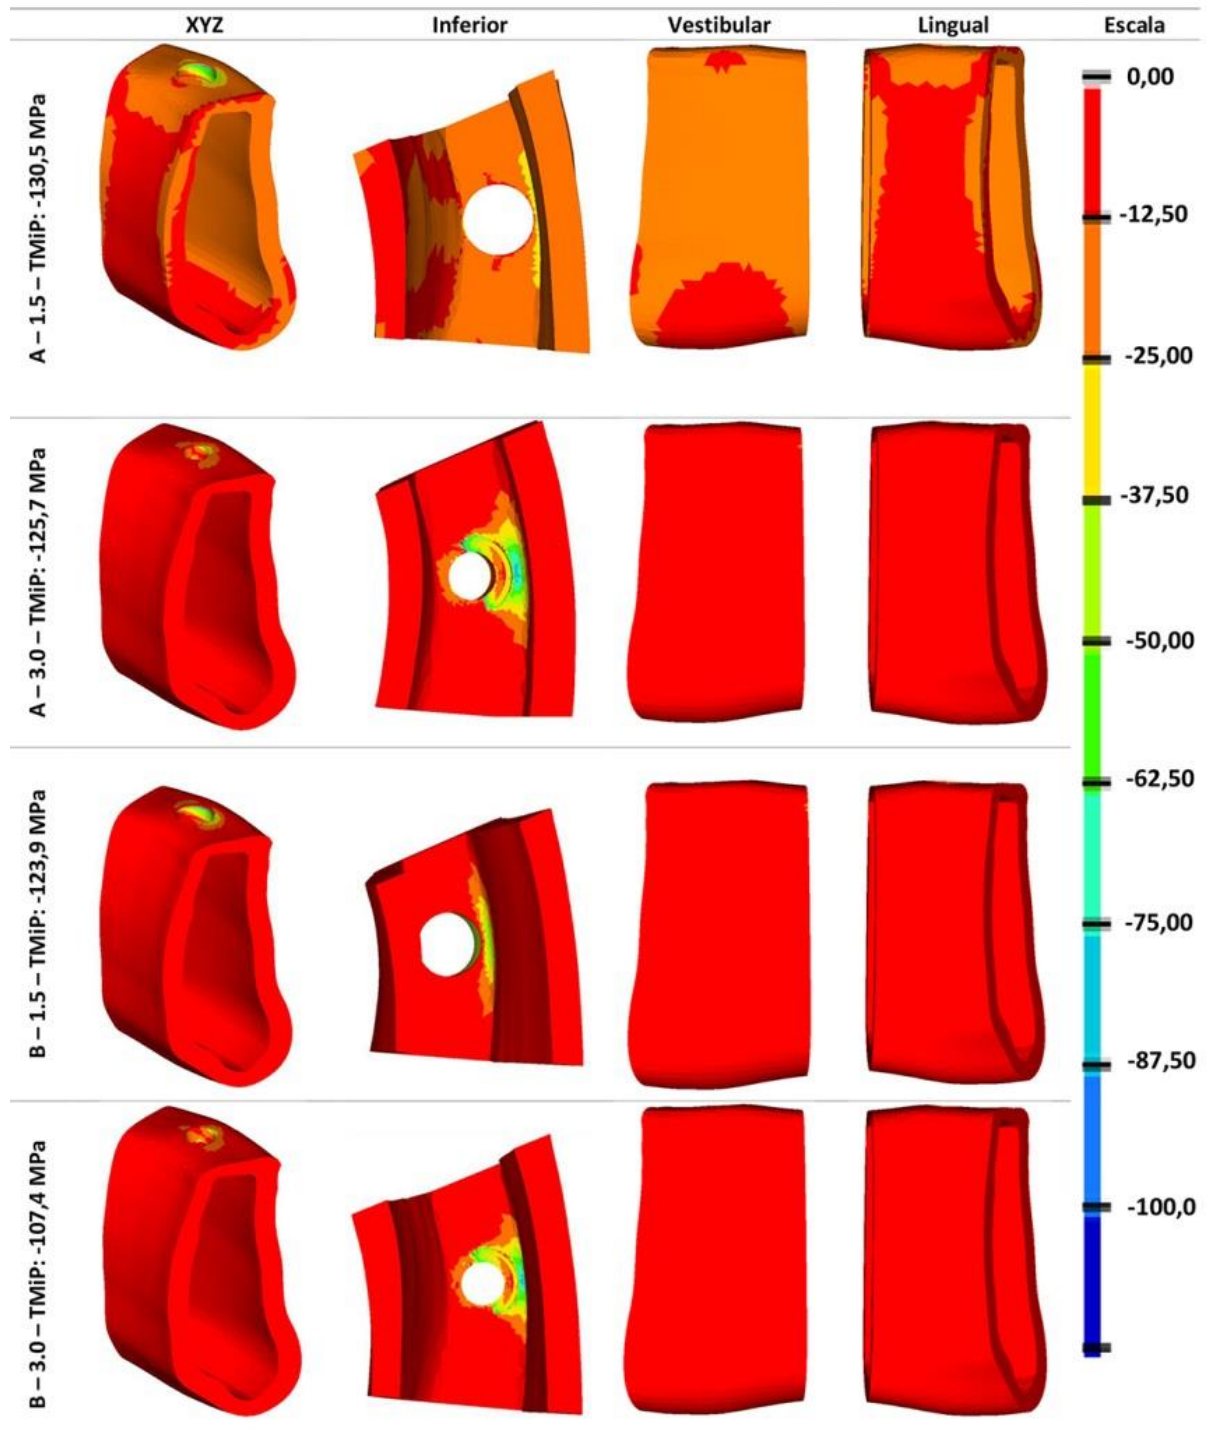 XYZ Inferior Vestibular Lingual Escala
A – 1.5 – TMiP: -130,5 MPa
A – 3.0 – TMiP: -125,7 MPa
B – 1.5 – TMiP: -123,9 MPa
B – 3.0 – TMiP: -107,4 MPa
0,00
-12,50
-25,00
-37,50
-50,00
-62,50
-75,00
-87,50
-100,0